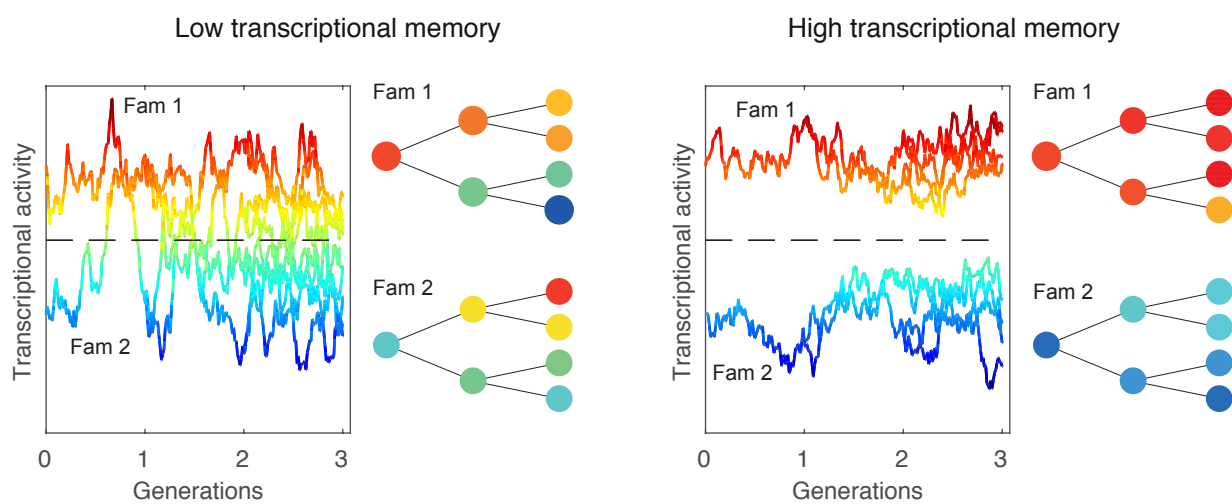 Low transcriptional memory
Transcriptional activity
Fam 1
Fam 2
0 1 2 3
Generations
Fam 1
Fam 2
High transcriptional memory
Transcriptional activity
Fam 1
Fam 2
0 1 2 3
Generations
Fam 1
Fam 2